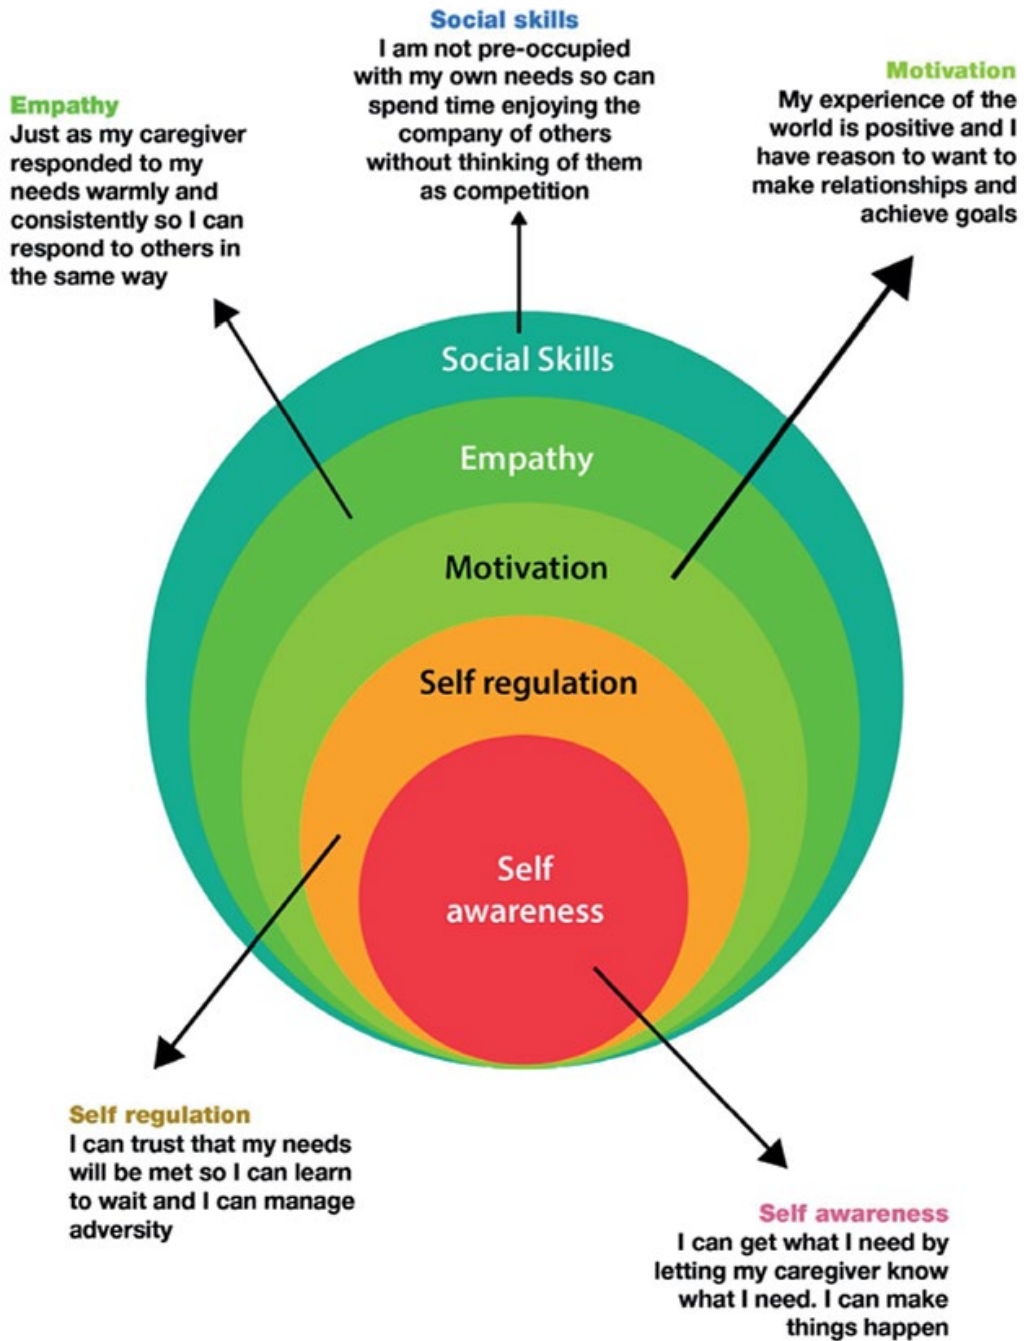 Social skills
I am not pre-occupied
with my own needs so can
spend time enjoying the
company of others
without thinking of them
as competition
Motivation
My experience of the
world is positive and I
have reason to want to
make relationships and
achieve goals
Empathy
Just as my caregiver
responded to my
needs warmly and
consistently so I can
respond to others in
the same way
Social Skills
Empathy
Motivation
Self regulation
Self
awareness
Self regulation
I can trust that my needs
will be met so I can learn
to wait and I can manage
adversity
Self awareness
I can get what I need by
letting my caregiver know
what I need. I can make
things happen